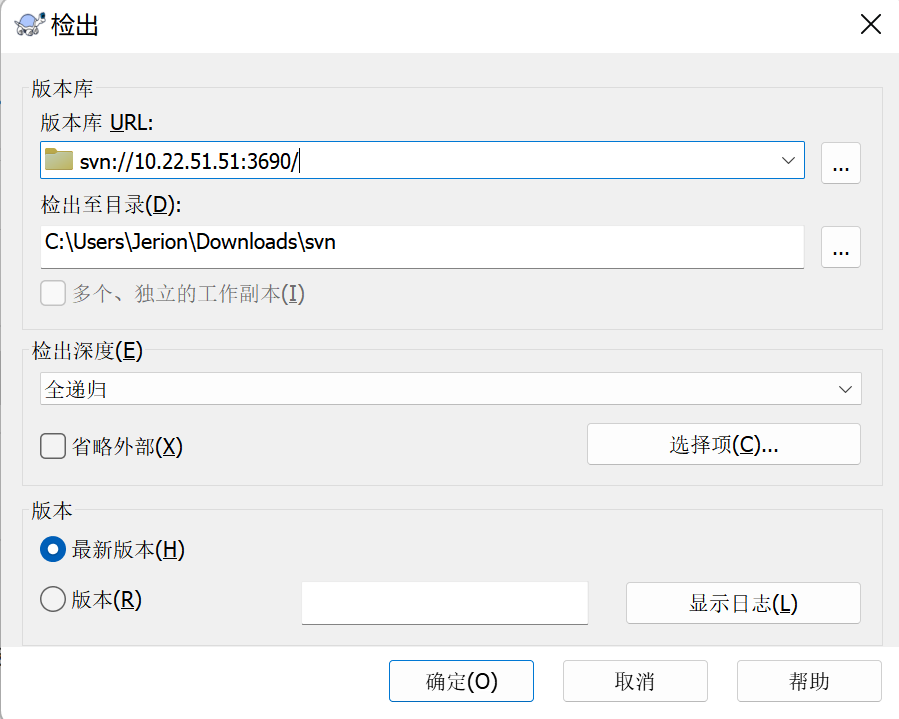 检出
版本库
版本库 URL:
svn://10.22.51.51:3690/
...
检出至目录(D):
C:\Users\Jerion\Downloads\svn
...
多个、独立的工作副本(I)
检出深度(E)
全递归
省略外部(X)
选择项(C)...
版本
最新版本(H)
版本(R)
显示日志(L)
确定(O)
取消
帮助